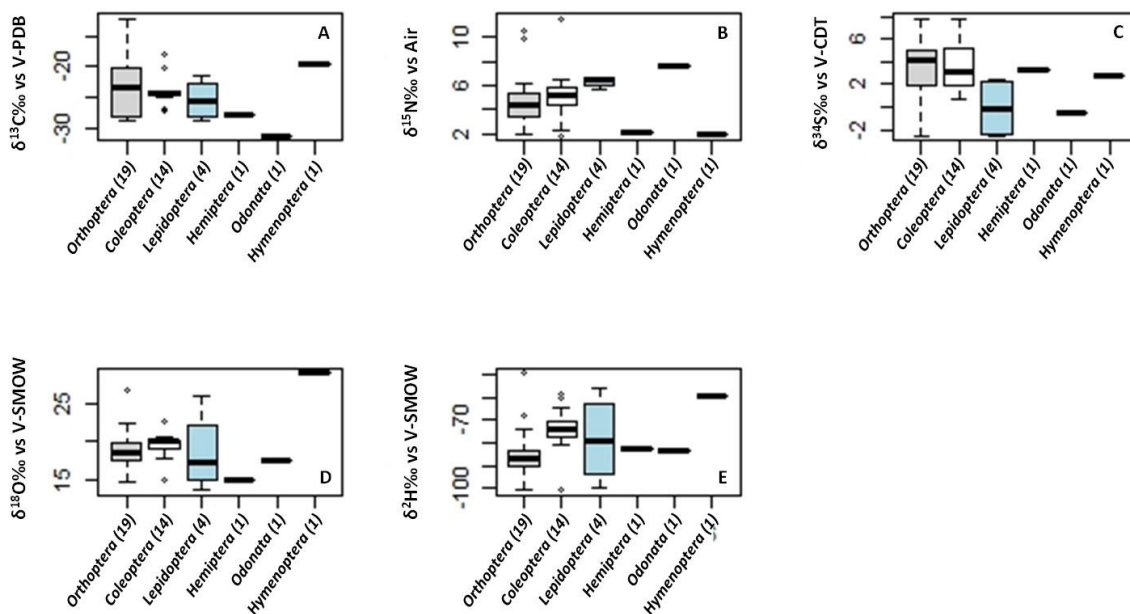 A
δ13C‰ vs V-PDB
-20
-30
Orthoptera (19)
Coleoptera (14)
Lepidoptera (4)
Hemiptera (1)
Odonata (1)
Hymenoptera (1)
B
δ15N‰ vs Air
10
6
2
Orthoptera (19)
Coleoptera (14)
Lepidoptera (4)
Hemiptera (1)
Odonata (1)
Hymenoptera (1)
C
δ34S‰ vs V-CDT
6
2
-2
Orthoptera (19)
Coleoptera (14)
Lepidoptera (4)
Hemiptera (1)
Odonata (1)
Hymenoptera (1)
D
δ18O‰ vs V-SMOW
25
15
Orthoptera (19)
Coleoptera (14)
Lepidoptera (4)
Hemiptera (1)
Odonata (1)
Hymenoptera (1)
E
δ2H‰ vs V-SMOW
-70
-100
Orthoptera (19)
Coleoptera (14)
Lepidoptera (4)
Hemiptera (1)
Odonata (1)
Hymenoptera (1)